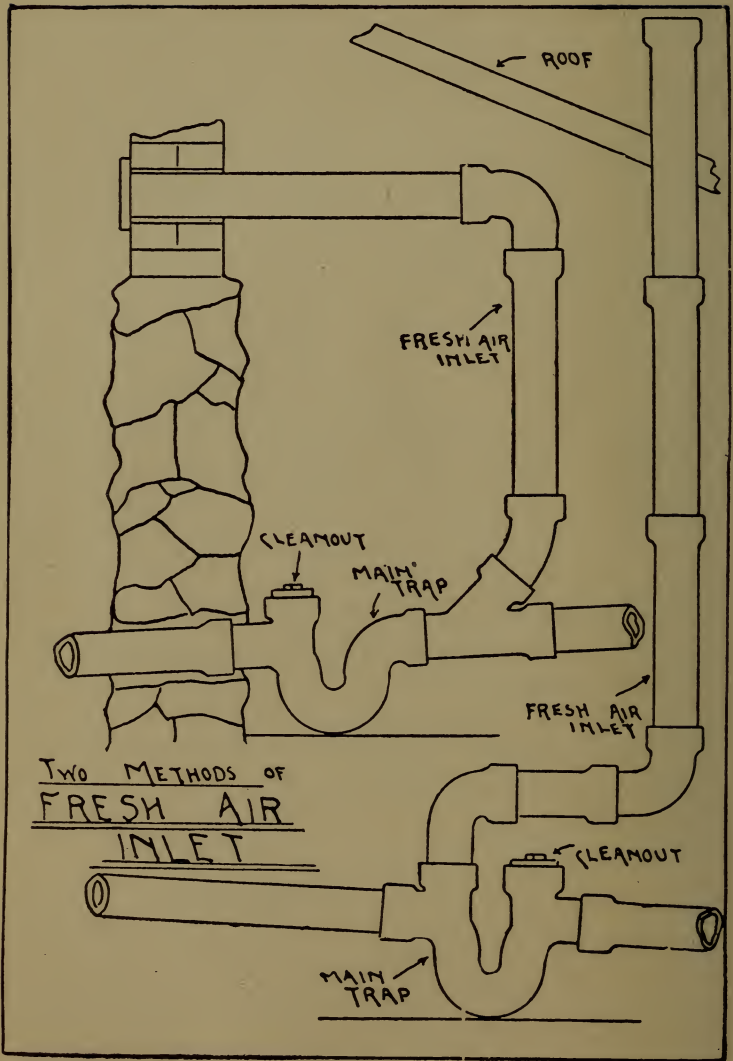 ROOF
FRESH AIR
INLET
CLEANOUT
MAIN
TRAP
FRESH AIR
INLET
TWO METHODS OF
FRESH AIR
INLET
CLEANOUT
MAIN
TRAP